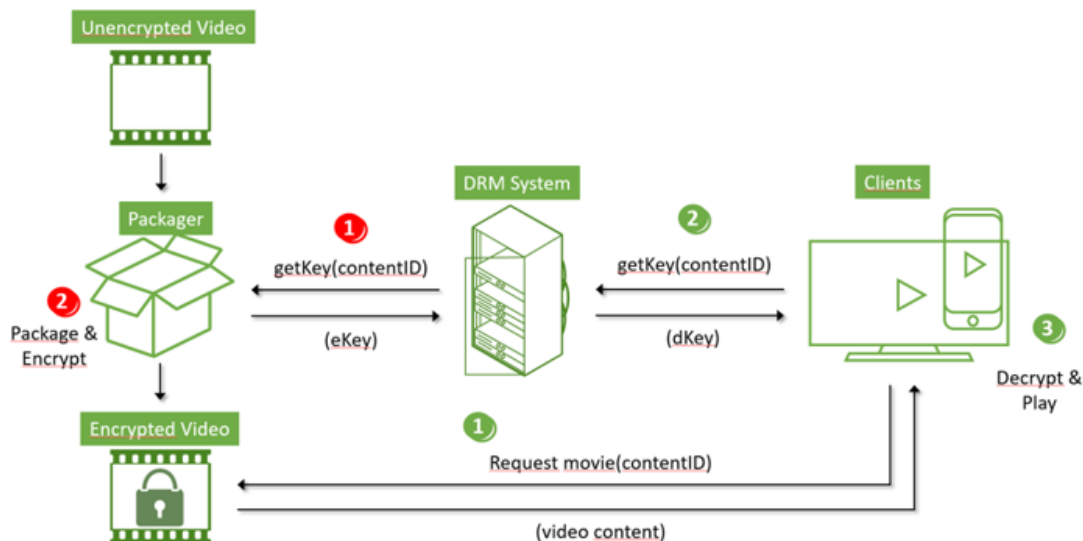 Unencrypted Video
Packager
DRM System
Clients
1
getKey(contentID)
(eKey)
2
getKey(contentID)
(dKey)
2
Package &
Encrypt
3
Decrypt &
Play
Encrypted Video
1
Request movie(contentID)
(video content)